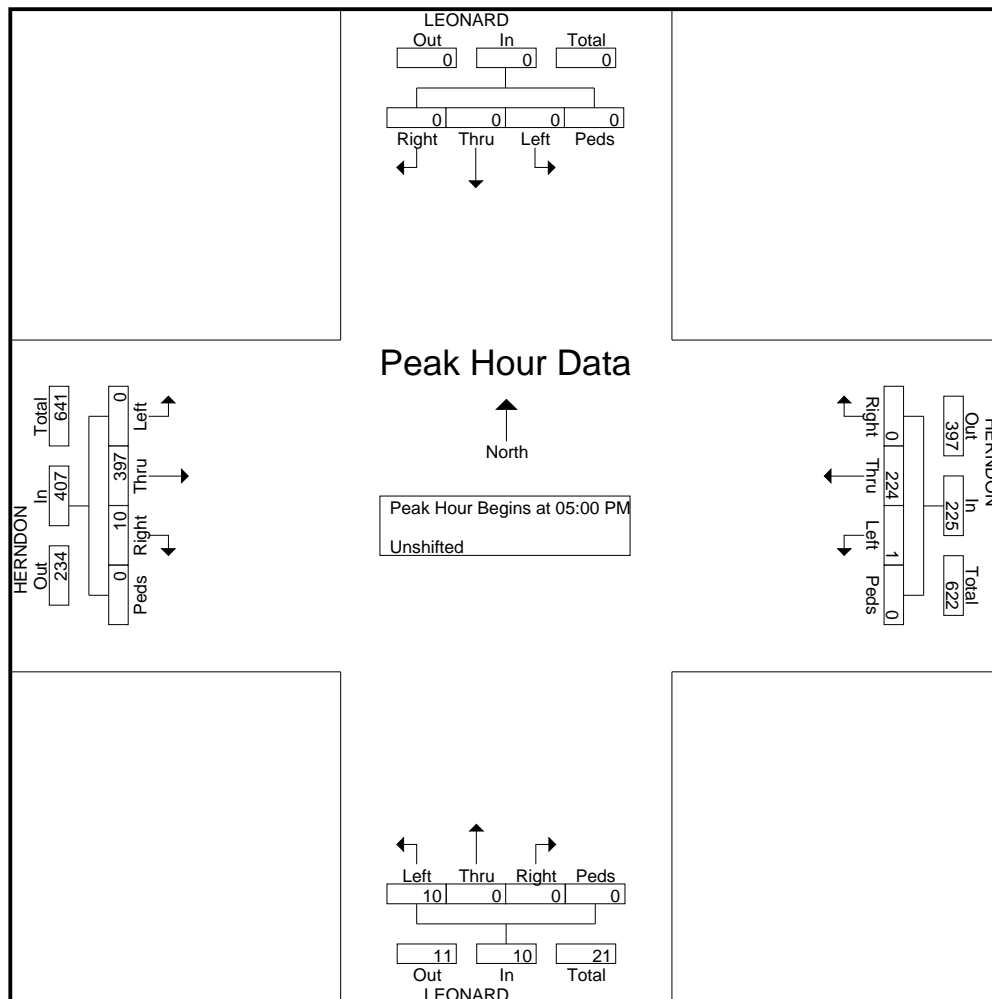 LEONARD
Out In Total
0 0 0
0 0 0 0
Right Thru Left Peds
Peak Hour Data
North
Peak Hour Begins at 05:00 PM
Unshifted
HERNDON
Out In Total
234 407 641
Peds Right Thru Left
0 10 397 0
HERNDON
Out In Total
397 225 622
Right Thru Left Peds
0 224 1 0
Left Thru Right Peds
10 0 0 0
11 10 21
Out In Total
LEONARD